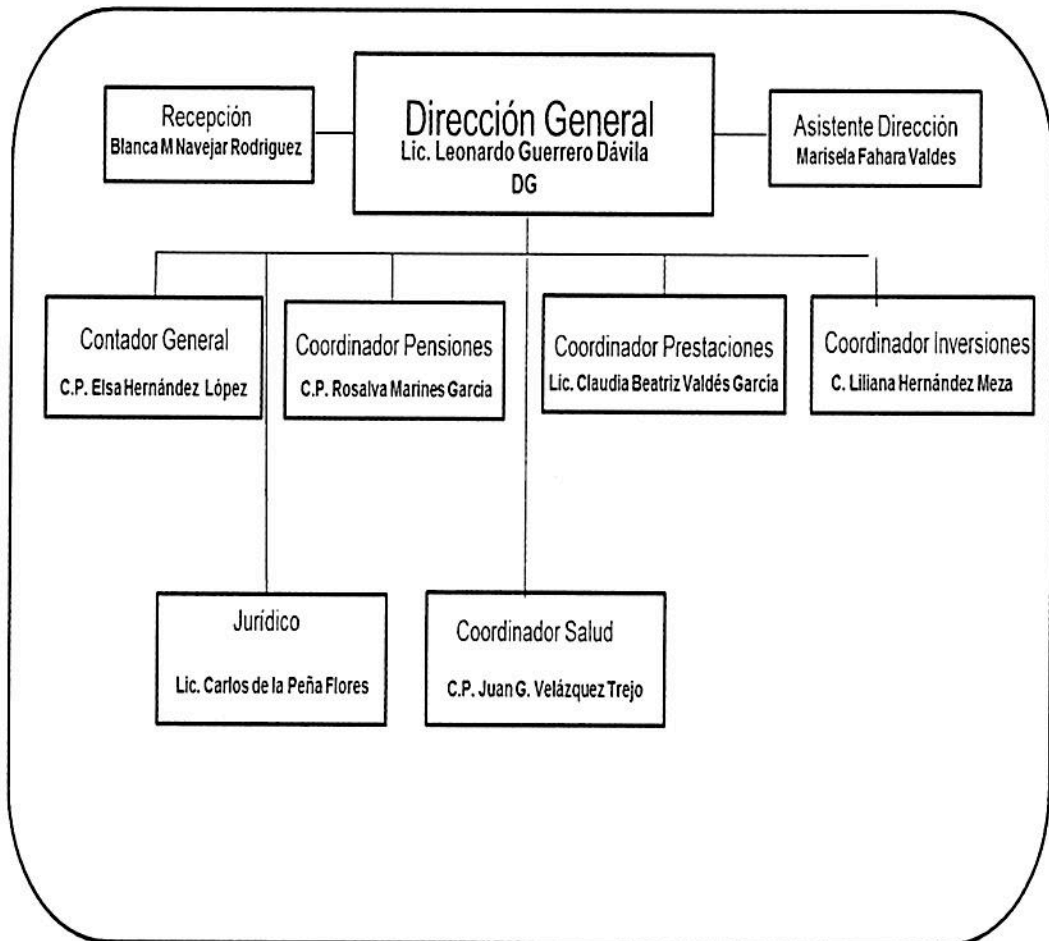 Recepción
Blanca M Navejar Rodriguez
Dirección General
Lic. Leonardo Guerrero Dávila
DG
Asistente Dirección
Marisela Fahara Valdes
Contador General
C.P. Elsa Hernández López
Coordinador Pensiones
C.P. Rosalva Marines Garcia
Coordinador Prestaciones
Lic. Claudia Beatriz Valdés García
Coordinador Inversiones
C. Liliana Hernández Meza
Jurídico
Lic. Carlos de la Peña Flores
Coordinador Salud
C.P. Juan G. Velázquez Trejo